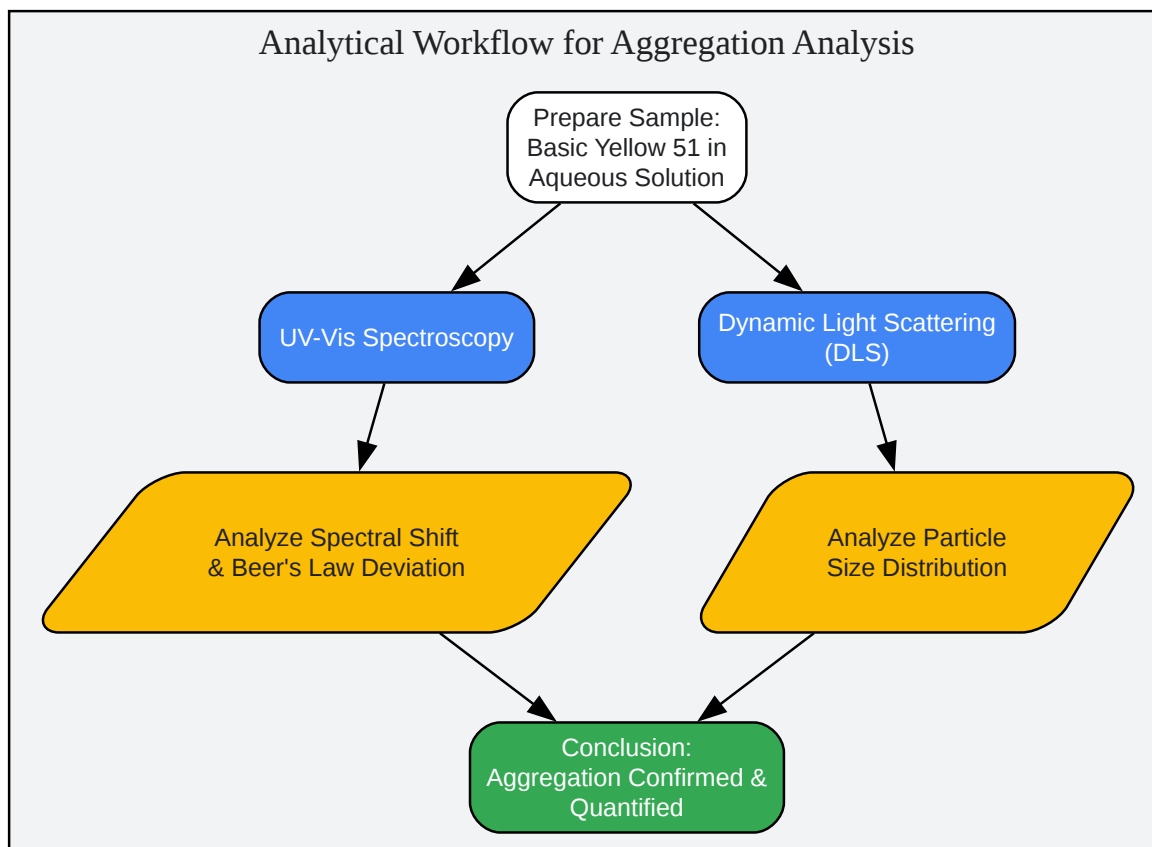 Analytical Workflow for Aggregation Analysis
Prepare Sample:
Basic Yellow 51 in
Aqueous Solution
UV-Vis Spectroscopy
Dynamic Light Scattering
(DLS)
Analyze Spectral Shift
& Beer's Law Deviation
Analyze Particle
Size Distribution
Conclusion:
Aggregation Confirmed &
Quantified